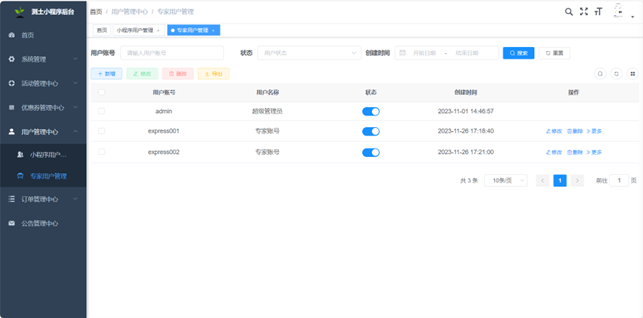 测土小程序后台
首页 / 用户管理中心 / 专家用户管理
首页 小程序用户管理 × 专家用户管理 ×
首页
系统管理
活动管理中心
优惠券管理中心
用户管理中心
小程序用户...
专家用户管理
订单管理中心
公告管理中心
用户账号 请输入用户账号 状态 用户状态 创建时间 开始日期 - 结束日期 搜索 重置
+ 新增 修改 删除 导出
用户账号 用户名称 状态 创建时间 操作
admin 超级管理员 2023-11-01 14:46:57
express001 专家账号 2023-11-26 17:18:40 修改 删除 更多
express002 专家账号 2023-11-26 17:21:00 修改 删除 更多
共 3 条 10条/页 < 1 > 前往 1 页